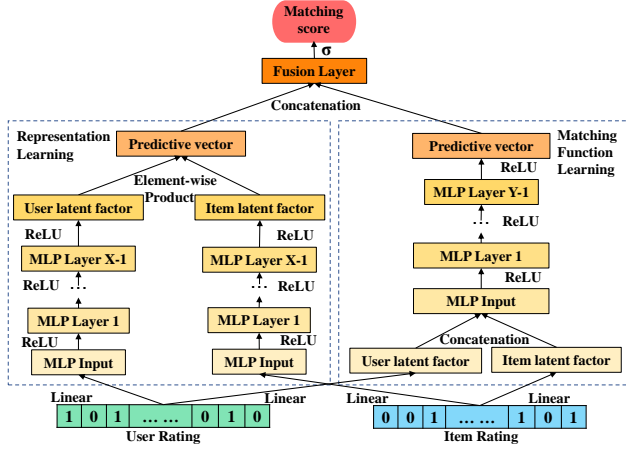 Matching
score
σ
Fusion Layer
Concatenation
Representation
Learning
Predictive vector
Element-wise
Product
User latent factor
Item latent factor
ReLU
ReLU
MLP Layer X-1
MLP Layer X-1
ReLU
...
ReLU
...
MLP Layer 1
MLP Layer 1
ReLU
ReLU
MLP Input
MLP Input
Matching
Function
Learning
Predictive vector
ReLU
MLP Layer Y-1
...
ReLU
MLP Layer 1
ReLU
MLP Input
Concatenation
User latent factor
Item latent factor
Linear
Linear
Linear
Linear
1 0 1 ... ... 0 1 0
0 0 1 ... ... 1 0 1
User Rating
Item Rating